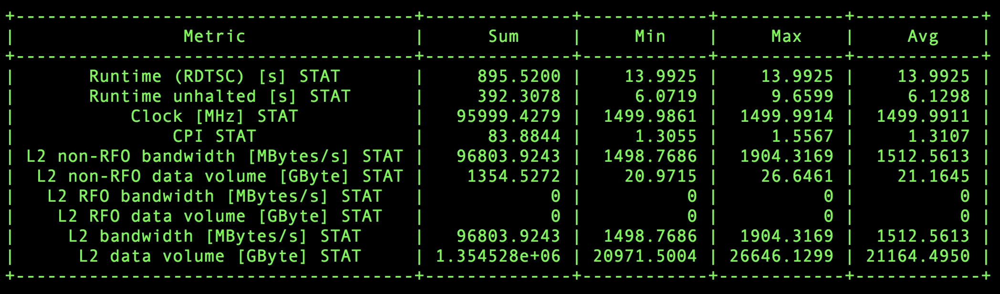 +--------------------------------------+--------------+------------+------------+------------+
|                Metric                |      Sum     |     Min    |     Max    |     Avg    |
+--------------------------------------+--------------+------------+------------+------------+
|       Runtime (RDTSC) [s] STAT       |     895.5200 |    13.9925 |    13.9925 |    13.9925 |
|       Runtime unhalted [s] STAT      |     392.3078 |     6.0719 |     9.6599 |     6.1298 |
|           Clock [MHz] STAT           |   95999.4279 |  1499.9861 |  1499.9914 |  1499.9911 |
|               CPI STAT               |      83.8844 |     1.3055 |     1.5567 |     1.3107 |
| L2 non-RFO bandwidth [MBytes/s] STAT |   96803.9243 |  1498.7686 |  1904.3169 |  1512.5613 |
|  L2 non-RFO data volume [GByte] STAT |    1354.5272 |    20.9715 |    26.6461 |    21.1645 |
|   L2 RFO bandwidth [MBytes/s] STAT   |            0 |          0 |          0 |          0 |
|    L2 RFO data volume [GByte] STAT   |            0 |          0 |          0 |          0 |
|     L2 bandwidth [MBytes/s] STAT     |   96803.9243 |  1498.7686 |  1904.3169 |  1512.5613 |
|      L2 data volume [GByte] STAT     | 1.354528e+06 | 20971.5004 | 26646.1299 | 21164.4950 |
+--------------------------------------+--------------+------------+------------+------------+